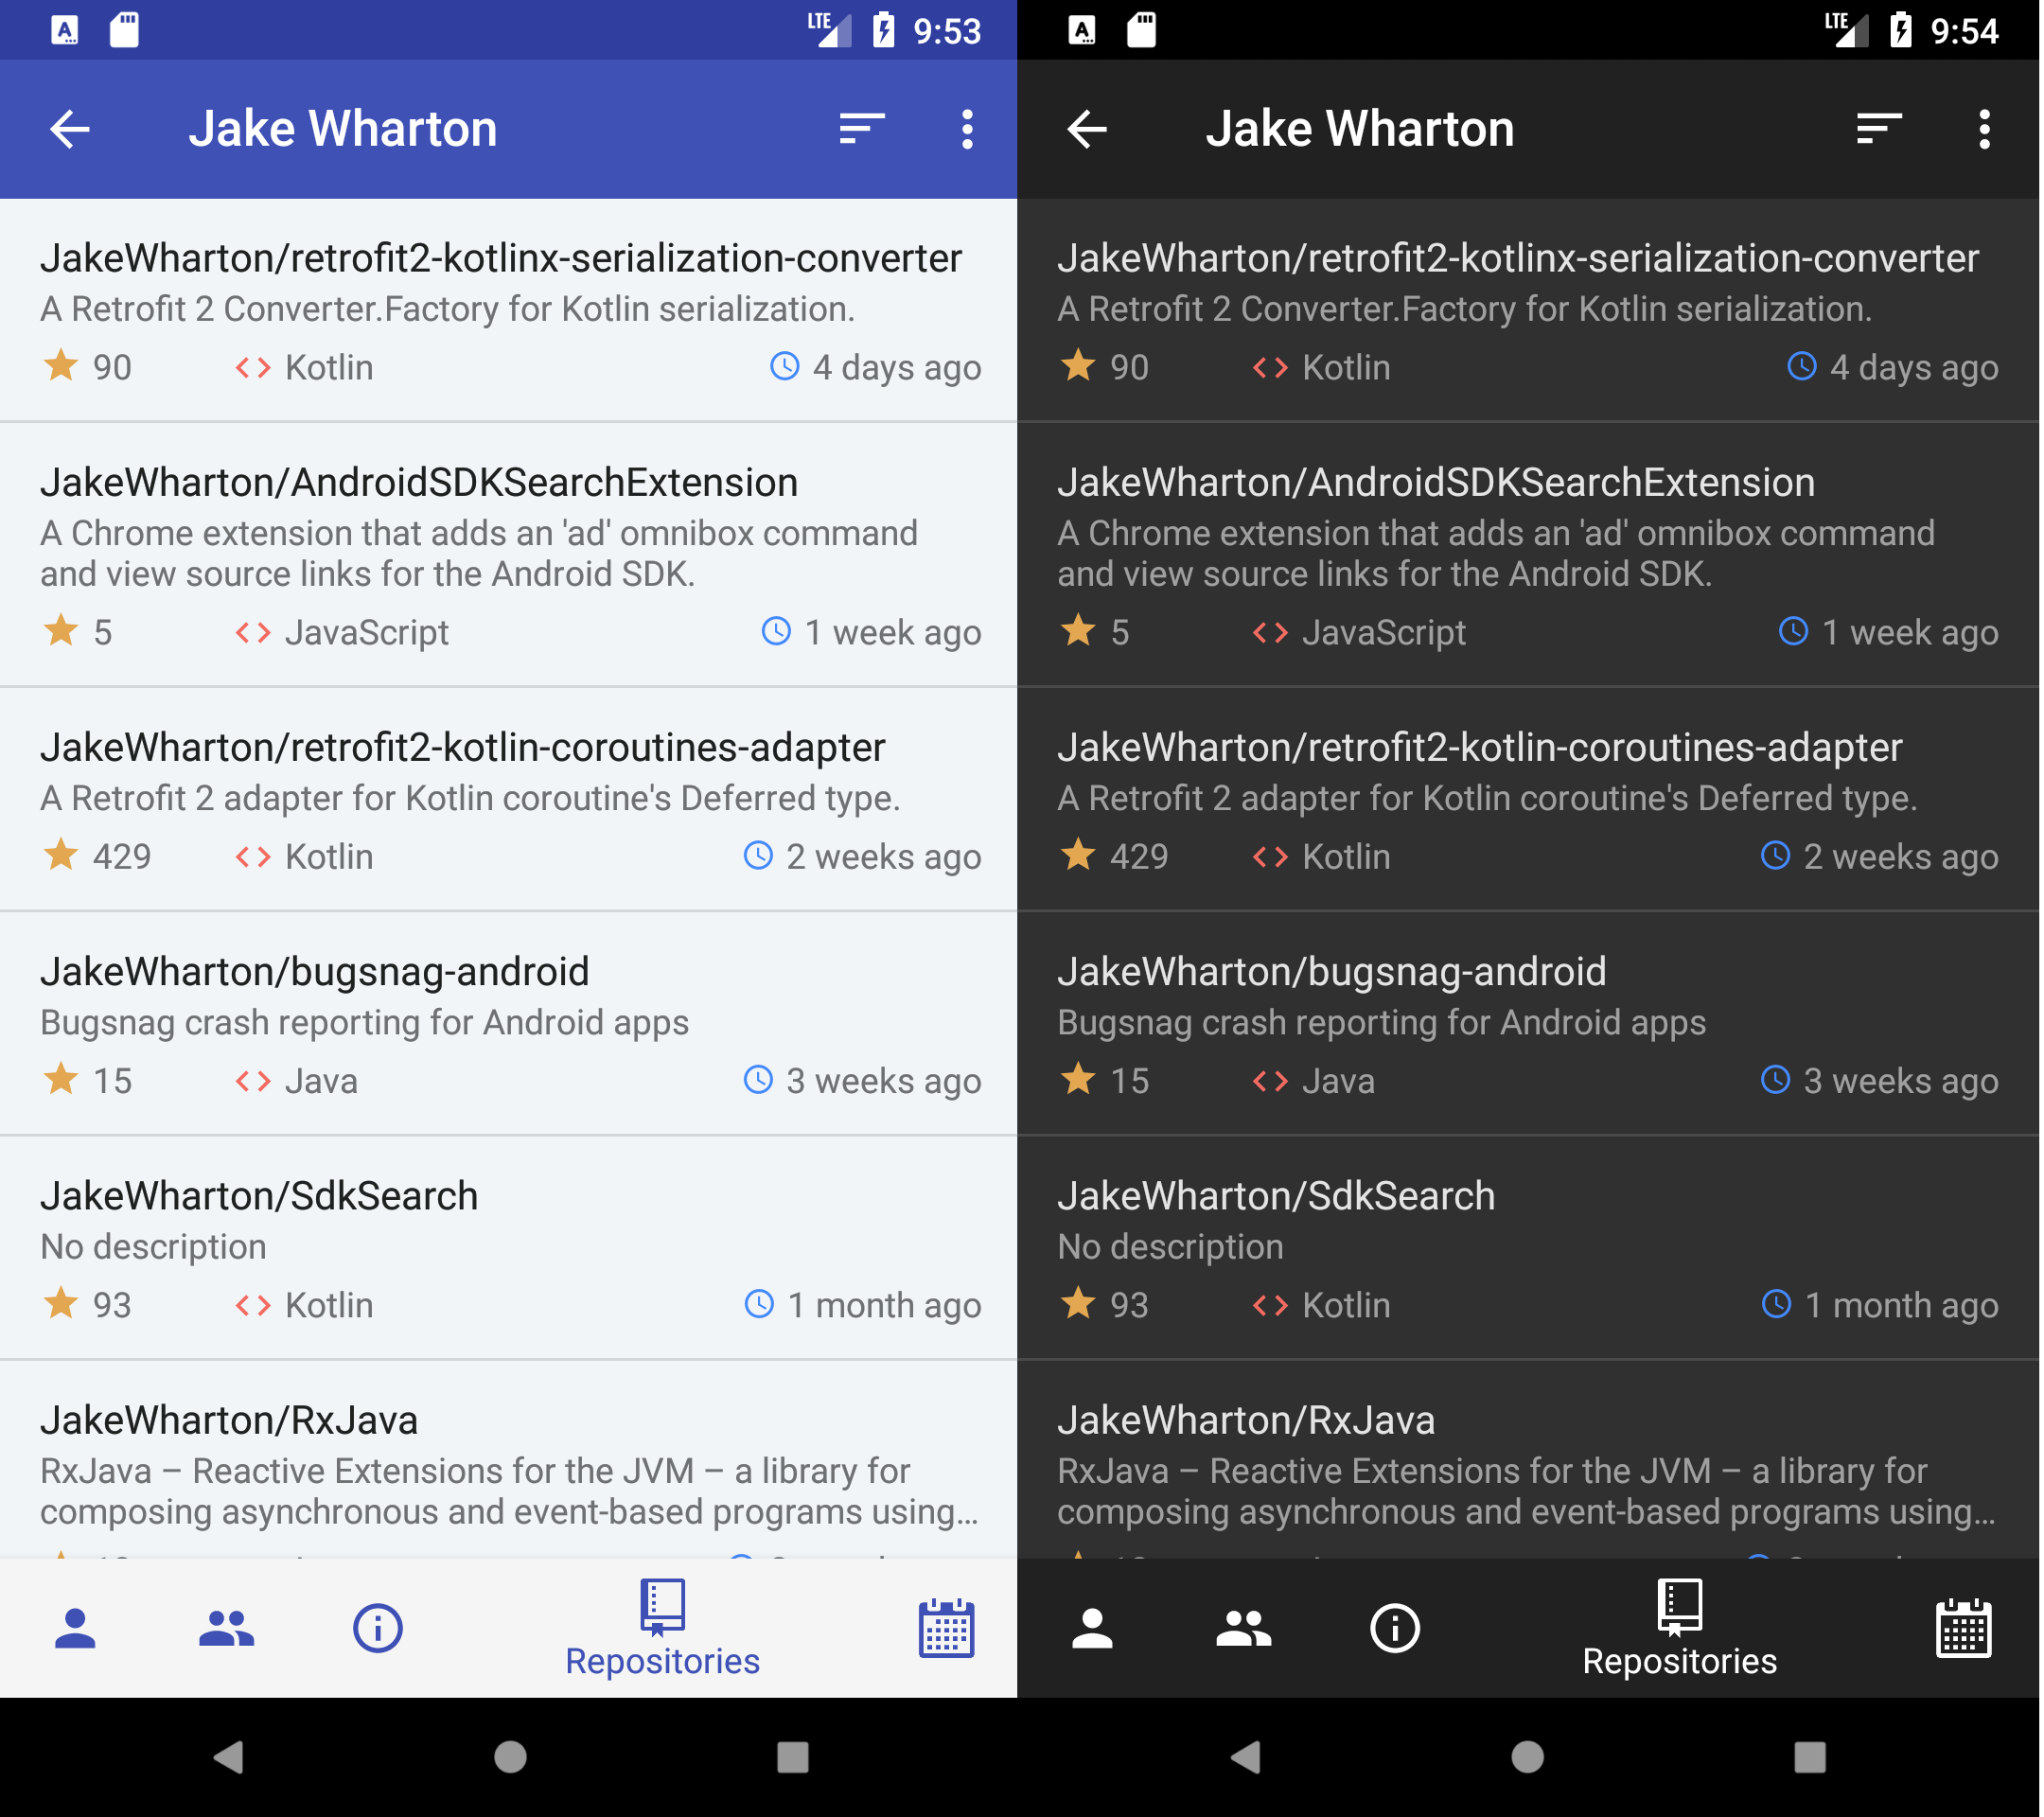 LTE 9:53
Jake Wharton
JakeWharton/retrofit2-kotlinx-serialization-converter
A Retrofit 2 Converter.Factory for Kotlin serialization.
90 <> Kotlin 4 days ago
JakeWharton/AndroidSDKSearchExtension
A Chrome extension that adds an 'ad' omnibox command
and view source links for the Android SDK.
5 <> JavaScript 1 week ago
JakeWharton/retrofit2-kotlin-coroutines-adapter
A Retrofit 2 adapter for Kotlin coroutine's Deferred type.
429 <> Kotlin 2 weeks ago
JakeWharton/bugsnag-android
Bugsnag crash reporting for Android apps
15 <> Java 3 weeks ago
JakeWharton/SdkSearch
No description
93 <> Kotlin 1 month ago
JakeWharton/RxJava
RxJava – Reactive Extensions for the JVM – a library for
composing asynchronous and event-based programs using...
Repositories
LTE 9:54
Jake Wharton
JakeWharton/retrofit2-kotlinx-serialization-converter
A Retrofit 2 Converter.Factory for Kotlin serialization.
90 <> Kotlin 4 days ago
JakeWharton/AndroidSDKSearchExtension
A Chrome extension that adds an 'ad' omnibox command
and view source links for the Android SDK.
5 <> JavaScript 1 week ago
JakeWharton/retrofit2-kotlin-coroutines-adapter
A Retrofit 2 adapter for Kotlin coroutine's Deferred type.
429 <> Kotlin 2 weeks ago
JakeWharton/bugsnag-android
Bugsnag crash reporting for Android apps
15 <> Java 3 weeks ago
JakeWharton/SdkSearch
No description
93 <> Kotlin 1 month ago
JakeWharton/RxJava
RxJava – Reactive Extensions for the JVM – a library for
composing asynchronous and event-based programs using...
Repositories